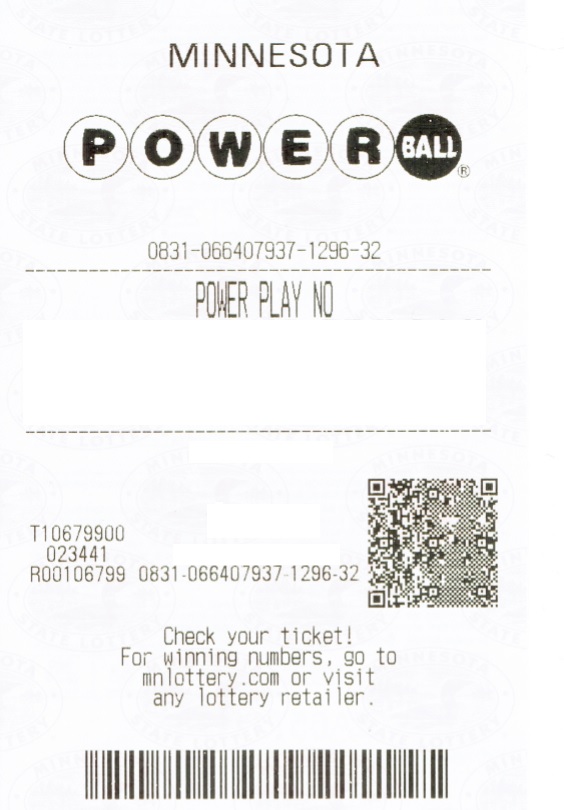 MINNESOTA
POWERBALL®
0831-066407937-1296-32
POWER PLAY NO
T10679900
023441
R00106799 0831-066407937-1296-32
Check your ticket!
For winning numbers, go to
mnlottery.com or visit
any lottery retailer.